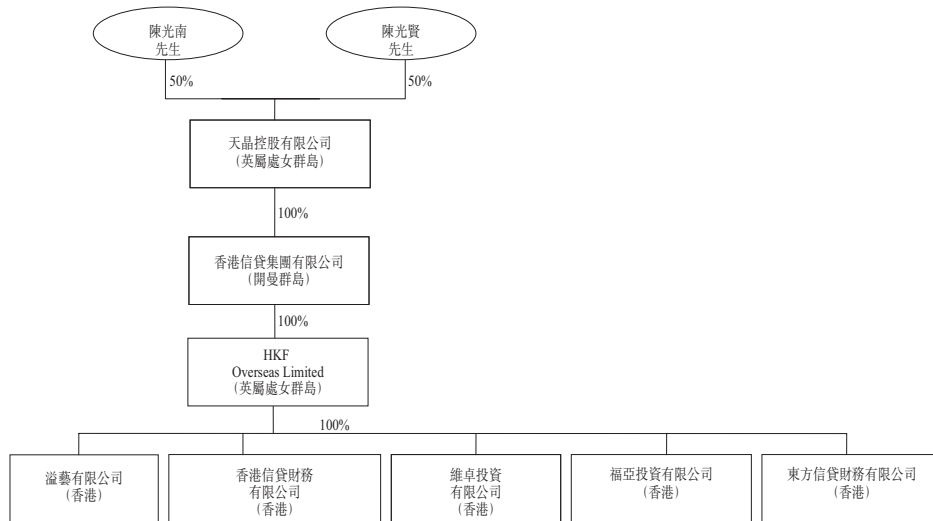 陳光南
先生
陳光賢
先生
50%
50%
天晶控股有限公司
(英屬處女群島)
100%
香港信貸集團有限公司
(開曼群島)
100%
HKF
Overseas Limited
(英屬處女群島)
100%
溢藝有限公司
(香港)
香港信貸財務
有限公司
(香港)
維卓投資
有限公司
(香港)
福亞投資有限公司
(香港)
東方信貸財務有限公司
(香港)